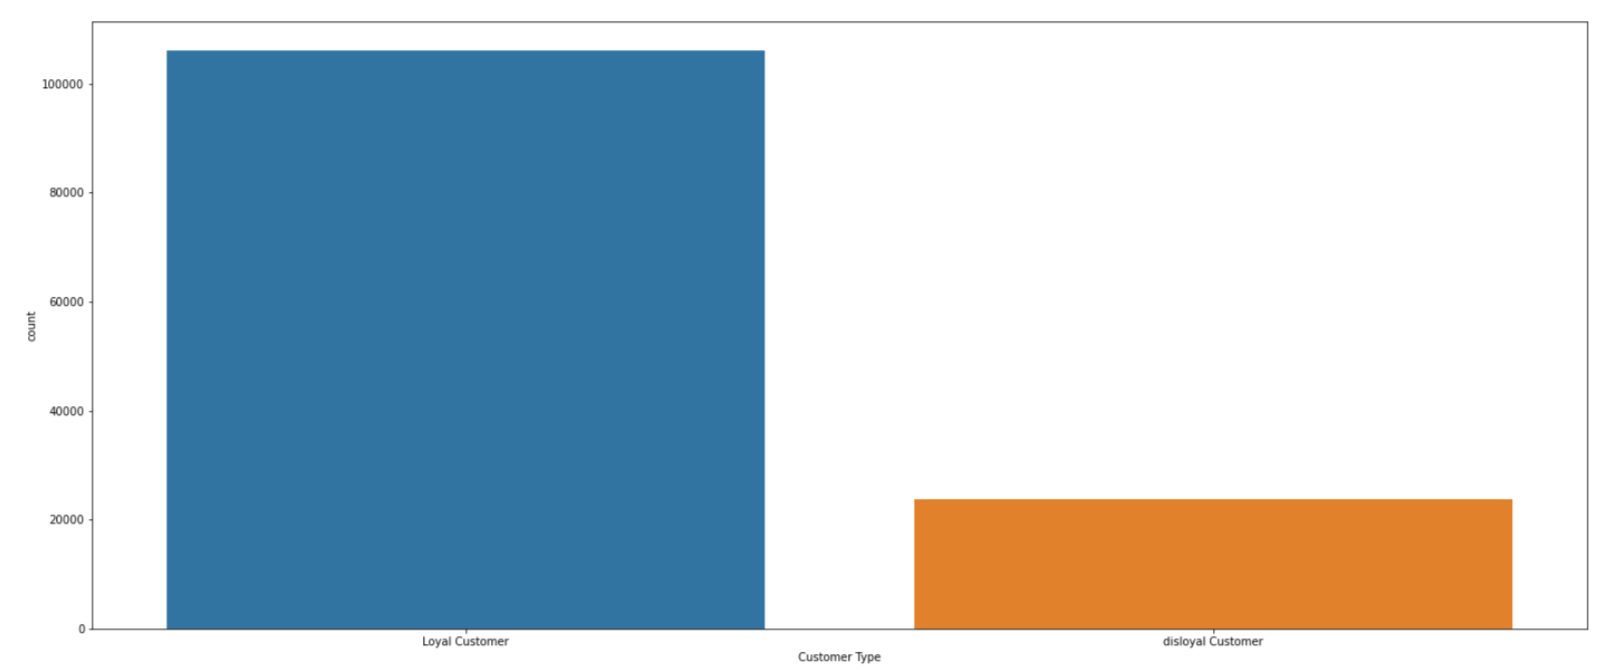 100000
80000
60000
40000
20000
0
count
Loyal Customer
disloyal Customer
Customer Type